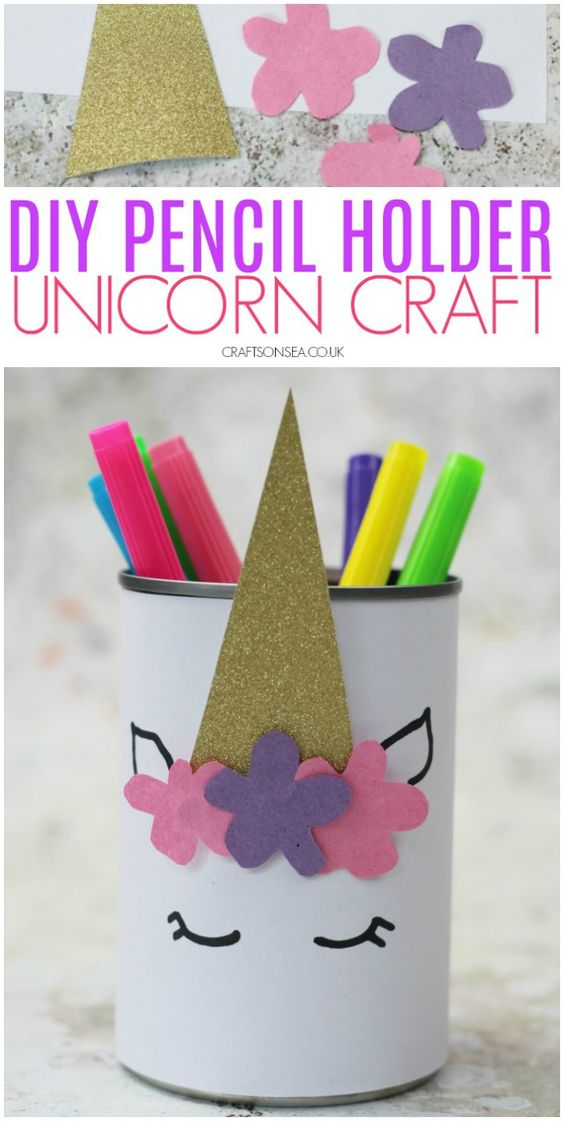 DIY PENCIL HOLDER
UNICORN CRAFT
CRAFTSONSEA.CO.UK